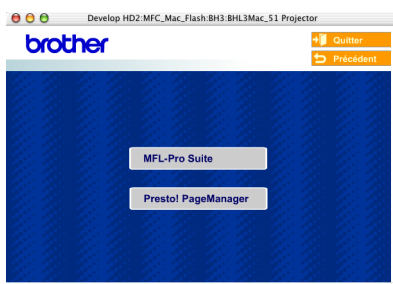 Develop HD2:MFC_Mac_Flash:BH3:BHL3Mac_51 Projector
brother
Quitter
Précédent
MFL-Pro Suite
Presto! PageManager